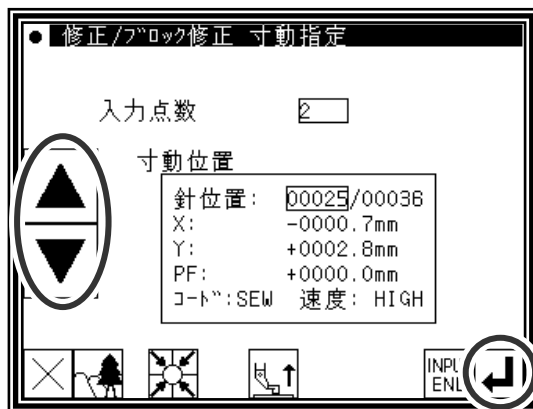 修正/ﾌﾞﾛｯｸ修正 寸動指定
入力点数 2
寸動位置
針位置: 00025/00036
X: -0000.7mm
Y: +0002.8mm
PF: +0000.0mm
ｺｰﾄﾞ:SEW 速度: HIGH